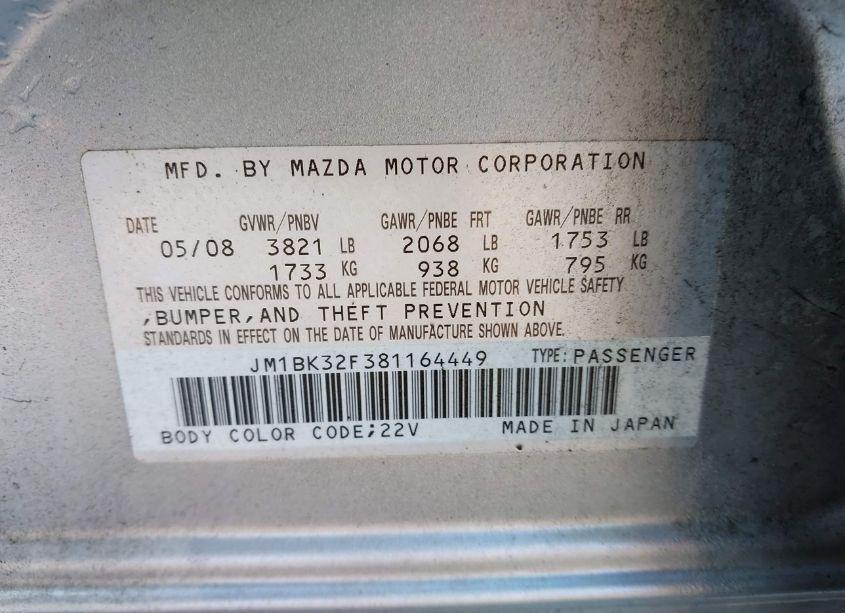 MFD. BY MAZDA MOTOR CORPORATION
DATE GVWR/PNBV GAWR/PNBE FRT GAWR/PNBE RR
05/08 3821 LB 2068 LB 1753 LB
1733 KG 938 KG 795 KG
THIS VEHICLE CONFORMS TO ALL APPLICABLE FEDERAL MOTOR VEHICLE SAFETY
,BUMPER,AND THEFT PREVENTION
STANDARDS IN EFFECT ON THE DATE OF MANUFACTURE SHOWN ABOVE.
JM1BK32F381164449 TYPE: PASSENGER
BODY COLOR CODE;22V MADE IN JAPAN